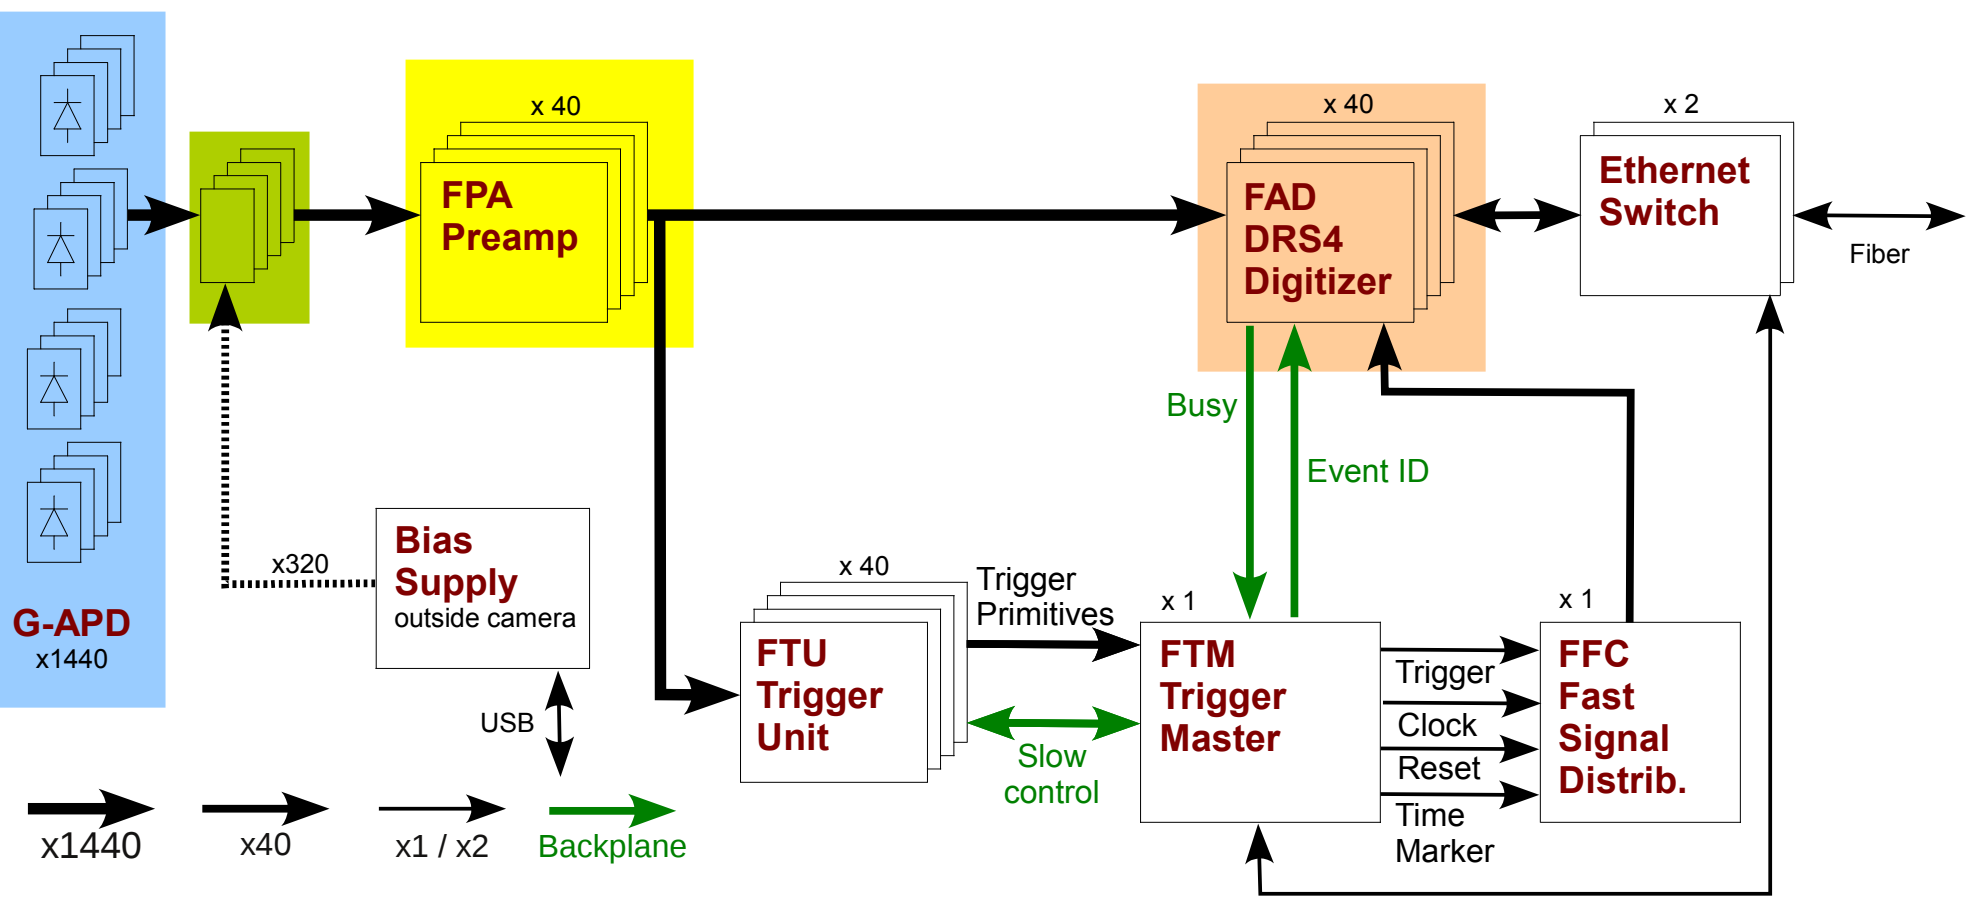 x 40
x 40
x 2
FPA
Preamp
FAD
DRS4
Digitizer
Ethernet
Switch
Fiber
Busy
Event ID
Bias
Supply
outside camera
x320
USB
G-APD
x1440
x 40
Trigger
Primitives
FTU
Trigger
Unit
Slow
control
x 1
FTM
Trigger
Master
Trigger
Clock
Reset
Time
Marker
x 1
FFC
Fast
Signal
Distrib.
x1440
x40
x1 / x2
Backplane